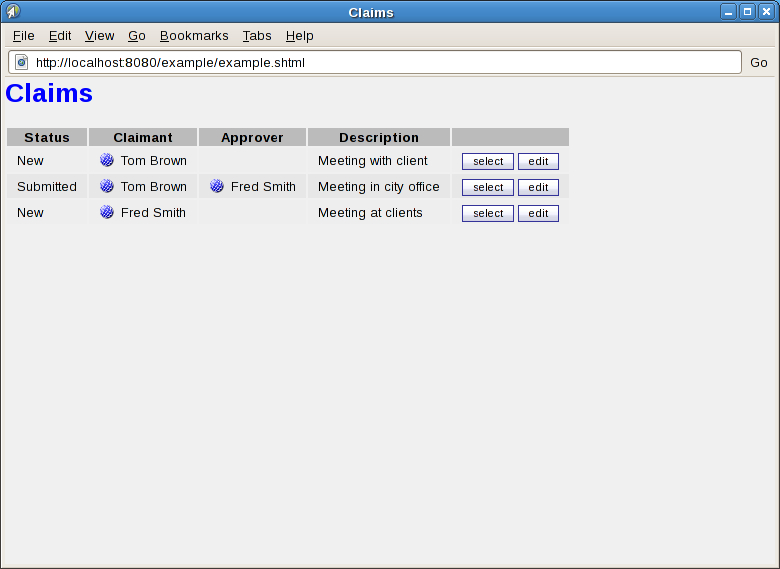 Claims
File Edit View Go Bookmarks Tabs Help
http://localhost:8080/example/example.shtml Go
Claims
Status Claimant Approver Description
New Tom Brown Meeting with client select edit
Submitted Tom Brown Fred Smith Meeting in city office select edit
New Fred Smith Meeting at clients select edit